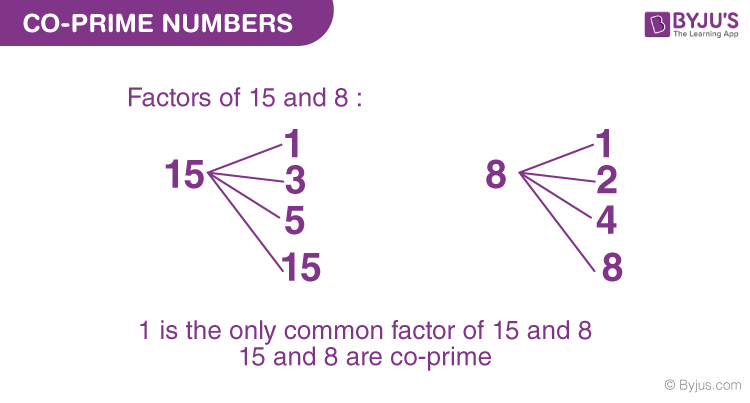 CO-PRIME NUMBERS
BYJU'S
The Learning App
Factors of 15 and 8 :
15
1
3
5
15
8
1
2
4
8
1 is the only common factor of 15 and 8
15 and 8 are co-prime
© Byjus.com